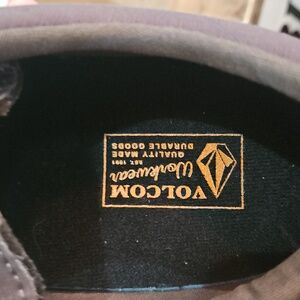 VOLCOM
Workwear
EST. 1991
QUALITY MADE
DURABLE GOODS